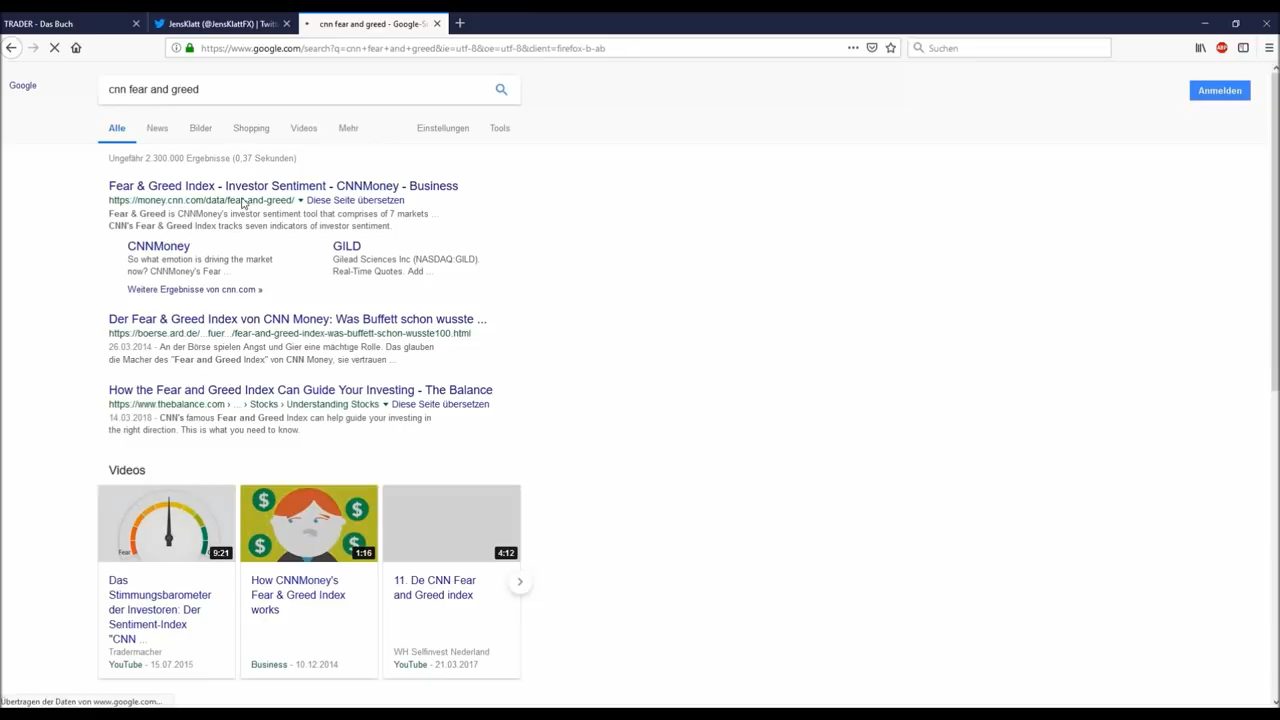 TRADER - Das Buch
JensKlatt (@JensKlattFX) | Twitt
cnn fear and greed - Google-S
https://www.google.com/search?q=cnn+fear+and+greed&ie=utf-8&oe=utf-8&client=firefox-b-ab
Suchen
ABP
Google
cnn fear and greed
Anmelden
Alle News Bilder Shopping Videos Mehr Einstellungen Tools
Ungefähr 2.300.000 Ergebnisse (0,37 Sekunden)
Fear & Greed Index - Investor Sentiment - CNNMoney - Business
https://money.cnn.com/data/fear-and-greed/ ▼ Diese Seite übersetzen
Fear & Greed is CNNMoney's investor sentiment tool that comprises of 7 markets ...
CNN's Fear & Greed Index tracks seven indicators of investor sentiment.
CNNMoney
So what emotion is driving the market
now? CNNMoney's Fear ...
GILD
Gilead Sciences Inc (NASDAQ:GILD).
Real-Time Quotes. Add ...
Weitere Ergebnisse von cnn.com »
Der Fear & Greed Index von CNN Money: Was Buffett schon wusste ...
https://boerse.ard.de/...fuer.../fear-and-greed-index-was-buffett-schon-wusste100.html
26.03.2014 - An der Börse spielen Angst und Gier eine mächtige Rolle. Das glauben
die Macher des "Fear and Greed Index" von CNN Money, sie vertrauen ...
How the Fear and Greed Index Can Guide Your Investing - The Balance
https://www.thebalance.com › ... › Stocks › Understanding Stocks ▼ Diese Seite übersetzen
14.03.2018 - CNN's famous Fear and Greed Index can help guide your investing in
the right direction. This is what you need to know.
Videos
Fear
9:21
$ $ $ $
1:16
4:12
Das
Stimmungsbarometer
der Investoren: Der
Sentiment-Index
"CNN ...
Tradermacher
YouTube - 15.07.2015
How CNNMoney's
Fear & Greed Index
works
Business - 10.12.2014
11. De CNN Fear
and Greed index
WH Selfinvest Nederland
YouTube - 21.03.2017
Übertragen der Daten von www.google.com...